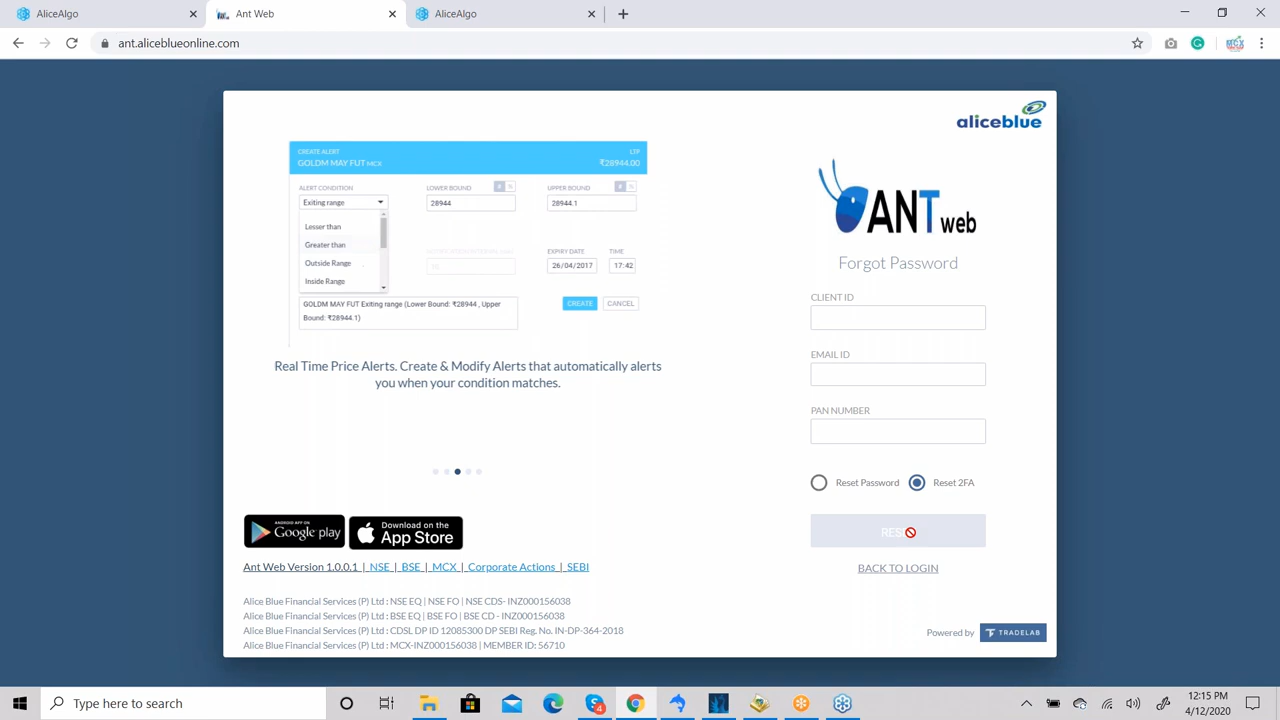 AliceAlgo
Ant Web
AliceAlgo
ant.aliceblueonline.com
MCX
aliceblue
CREATE ALERT
LTP
GOLDM MAY FUT MCX
₹28944.00
ALERT CONDITION
LOWER BOUND
UPPER BOUND
Exiting range
28944
28944.1
Lesser than
Greater than
Outside Range
Inside Range
EXPIRY DATE
TIME
26/04/2017
17:42
GOLDM MAY FUT Exiting range (Lower Bound: ₹28944 , Upper
Bound: ₹28944.1)
CREATE
CANCEL
Real Time Price Alerts. Create & Modify Alerts that automatically alerts
you when your condition matches.
ANT web
Forgot Password
CLIENT ID
EMAIL ID
PAN NUMBER
Reset Password
Reset 2FA
RES
BACK TO LOGIN
ANDROID APP ON
Google play
Download on the
App Store
Ant Web Version 1.0.0.1 | NSE | BSE | MCX | Corporate Actions | SEBI
Alice Blue Financial Services (P) Ltd : NSE EQ | NSE FO | NSE CDS- INZ000156038
Alice Blue Financial Services (P) Ltd : BSE EQ | BSE FO | BSE CD - INZ000156038
Alice Blue Financial Services (P) Ltd : CDSL DP ID 12085300 DP SEBI Reg. No. IN-DP-364-2018
Alice Blue Financial Services (P) Ltd : MCX-INZ000156038 | MEMBER ID: 56710
Powered by
TRADELAB
Type here to search
4
12:15 PM
4/12/2020